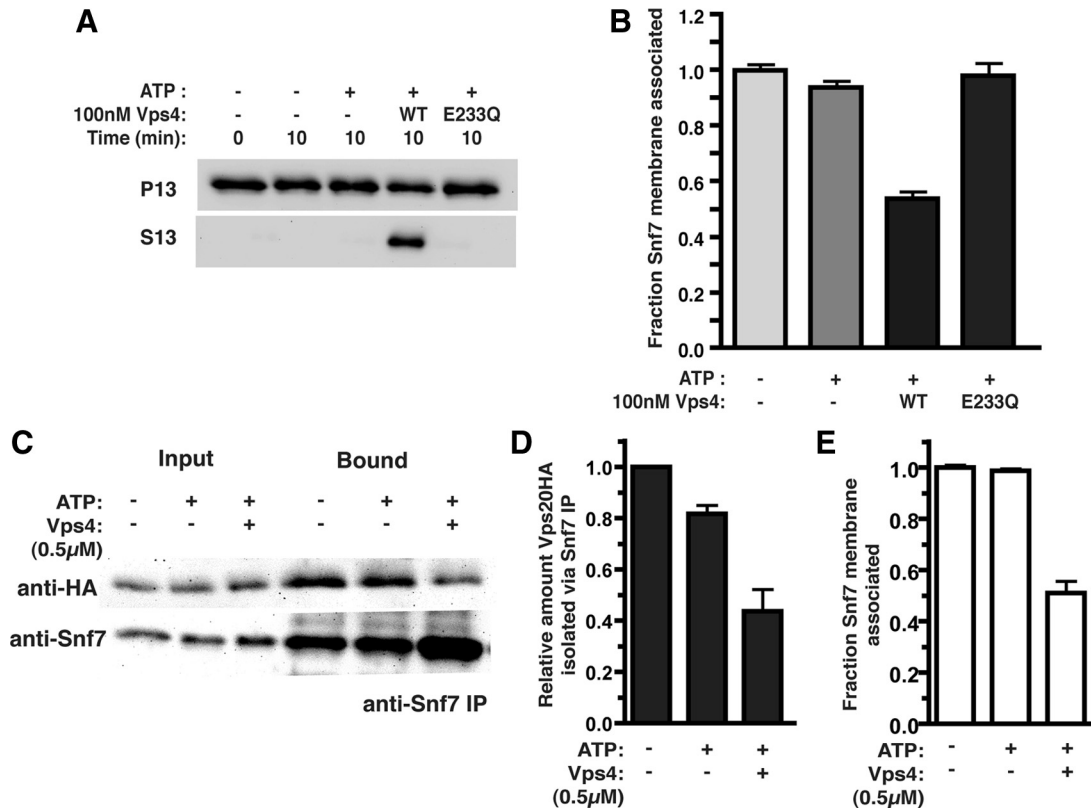 A
ATP : - - + + +
100nM Vps4: - - - WT E233Q
Time (min): 0 10 10 10 10
P13
S13
B
Fraction Snf7 membrane associated
1.2
1.0
0.8
0.6
0.4
0.2
0.0
ATP : - + + +
100nM Vps4: - - WT E233Q
C
Input Bound
ATP: - + + - + +
Vps4: - - + - - +
(0.5µM)
anti-HA
anti-Snf7
anti-Snf7 IP
D
Relative amount Vps20HA
isolated via Snf7 IP
1.0
0.8
0.6
0.4
0.2
0.0
ATP : - + +
Vps4: - - +
(0.5µM)
E
Fraction Snf7 membrane
associated
1.0
0.8
0.6
0.4
0.2
0.0
ATP : - + +
Vps4: - - +
(0.5µM)